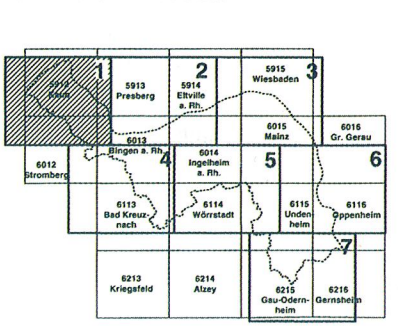 1
2
3
5913
Presberg
5914
Eltville
a. Rh.
5915
Wiesbaden
5912
6012
Stromberg
6013
Bingen a. Rh.
6014
Ingelheim
a. Rh.
6015
Mainz
6016
Gr. Gerau
4
5
6
6113
Bad Kreuz-
nach
6114
Wörrstadt
6115
Unden-
heim
6116
Oppenheim
7
6213
Kriegsfeld
6214
Alzey
6215
Gau-Odern-
heim
6216
Gernsheim